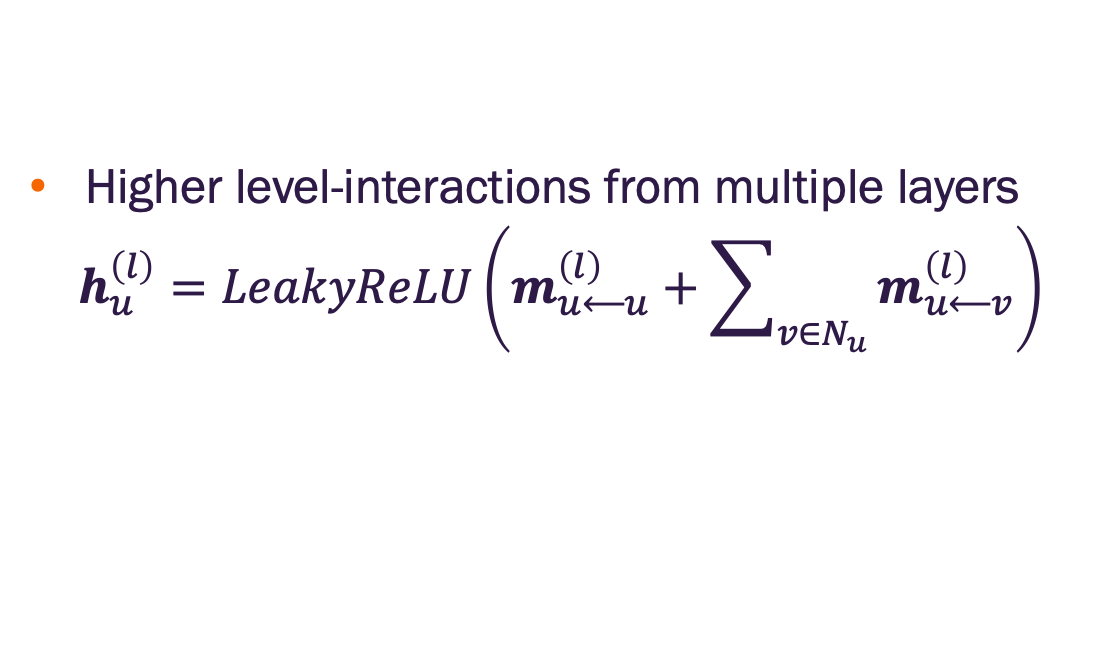 • Higher level-interactions from multiple layers
𝒉_u^(l) = LeakyReLU(𝒎_{u←u}^(l) + ∑_{v∈N_u} 𝒎_{u←v}^(l))